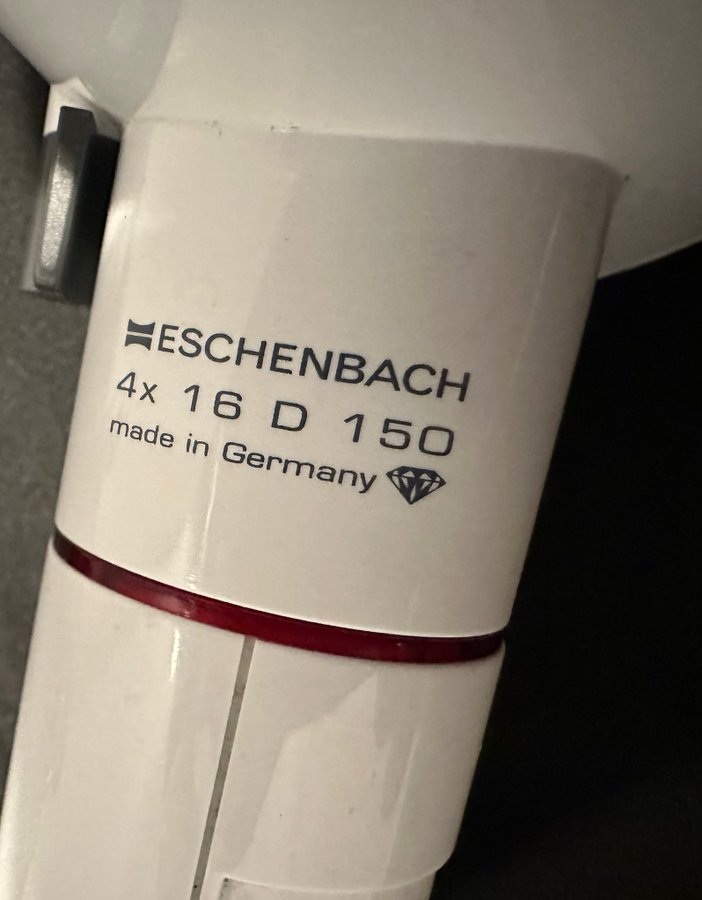 ESCHENBACH
4x 16 D 150
made in Germany